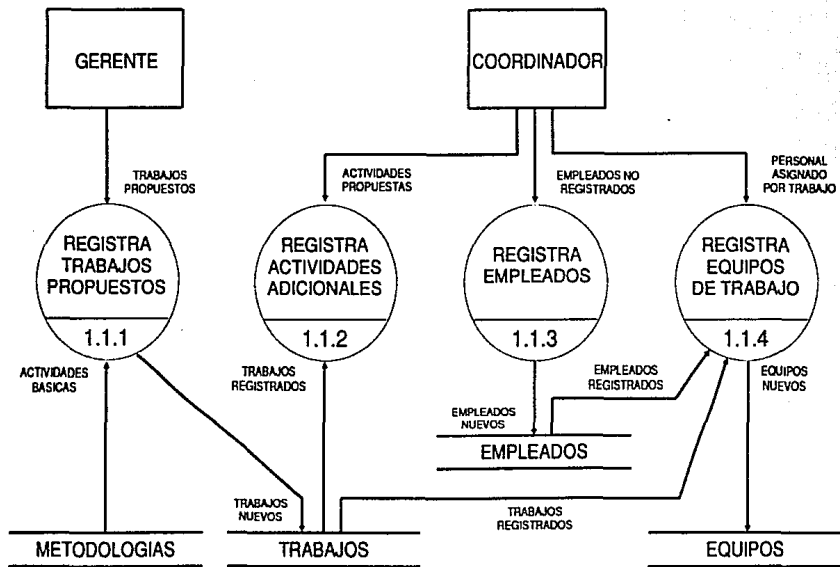 GERENTE
COORDINADOR
TRABAJOS
PROPUESTOS
ACTIVIDADES
PROPUESTAS
EMPLEADOS NO
REGISTRADOS
PERSONAL
ASIGNADO
POR TRABAJO
REGISTRA
TRABAJOS
PROPUESTOS
1.1.1
REGISTRA
ACTIVIDADES
ADICIONALES
1.1.2
REGISTRA
EMPLEADOS
1.1.3
REGISTRA
EQUIPOS
DE TRABAJO
1.1.4
ACTIVIDADES
BASICAS
TRABAJOS
REGISTRADOS
EMPLEADOS
NUEVOS
EMPLEADOS
REGISTRADOS
EQUIPOS
NUEVOS
EMPLEADOS
TRABAJOS
NUEVOS
TRABAJOS
REGISTRADOS
METODOLOGIAS
TRABAJOS
EQUIPOS